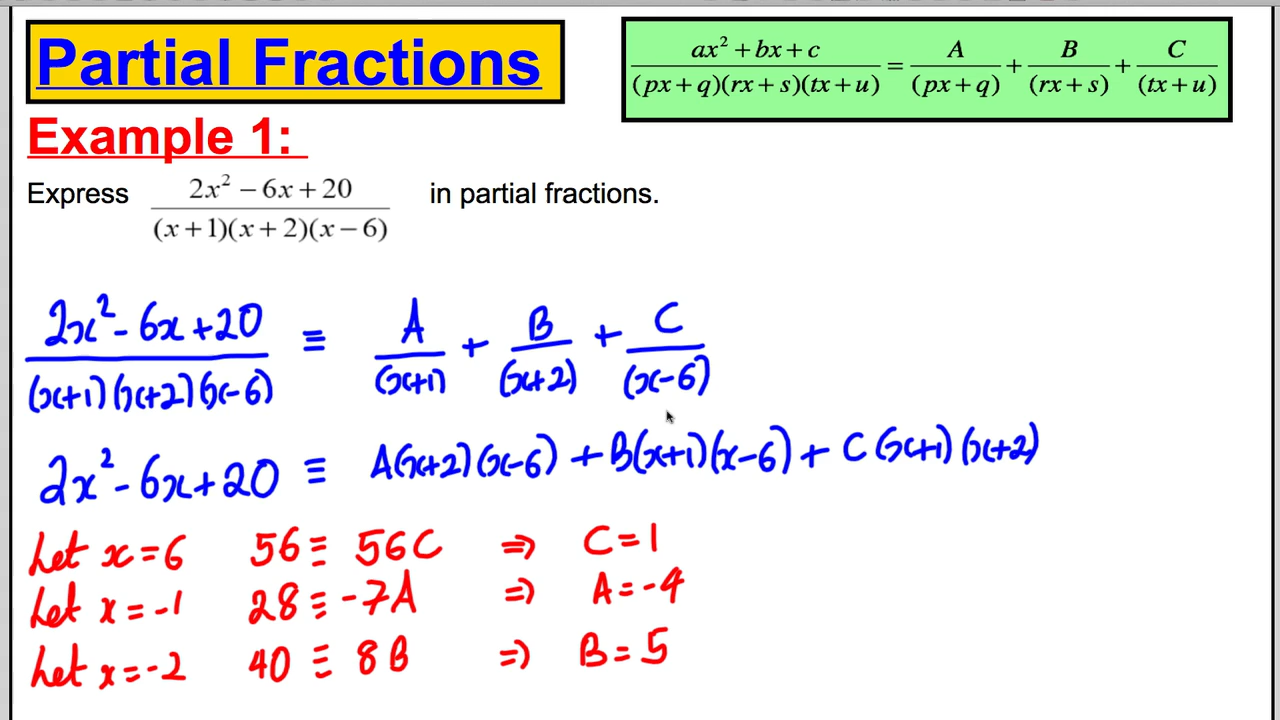 Partial Fractions
ax² + bx + c / (px + q)(rx + s)(tx + u) = A / (px + q) + B / (rx + s) + C / (tx + u)
Example 1:
Express 2x² − 6x + 20 / (x + 1)(x + 2)(x − 6) in partial fractions.
2x² - 6x + 20 / (x+1)(x+2)(x-6) ≡ A / (x+1) + B / (x+2) + C / (x-6)
2x² - 6x + 20 ≡ A(x+2)(x-6) + B(x+1)(x-6) + C(x+1)(x+2)
Let x = 6 56 ≡ 56C ⇒ C = 1
Let x = -1 28 ≡ -7A ⇒ A = -4
Let x = -2 40 ≡ 8B ⇒ B = 5